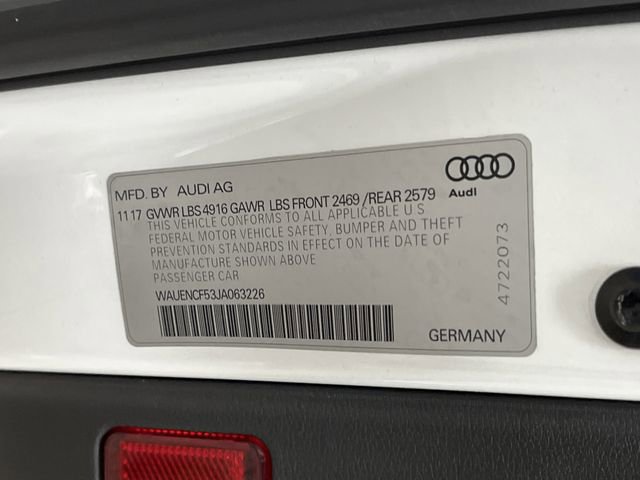 MFD. BY AUDI AG
Audi
11 17 GVWR LBS 4916 GAWR LBS FRONT 2469 /REAR 2579
THIS VEHICLE CONFORMS TO ALL APPLICABLE U S
FEDERAL MOTOR VEHICLE SAFETY, BUMPER AND THEFT
PREVENTION STANDARDS IN EFFECT ON THE DATE OF
MANUFACTURE SHOWN ABOVE
PASSENGER CAR
WAUENCF53JA063226
GERMANY
4722073